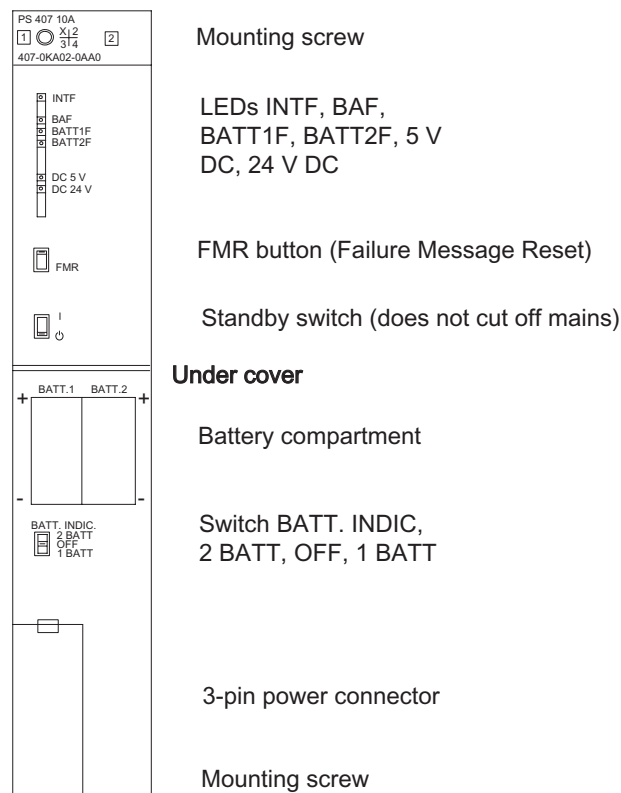 PS 407 10A
1 X 2 2
3 4
407-0KA02-0AA0
Mounting screw
INTF
BAF
BATT1F
BATT2F
DC 5 V
DC 24 V
LEDs INTF, BAF,
BATT1F, BATT2F, 5 V
DC, 24 V DC
FMR
FMR button (Failure Message Reset)
I
Standby switch (does not cut off mains)
Under cover
BATT.1 BATT.2
+ +
- -
Battery compartment
BATT. INDIC.
2 BATT
OFF
1 BATT
Switch BATT. INDIC,
2 BATT, OFF, 1 BATT
3-pin power connector
Mounting screw